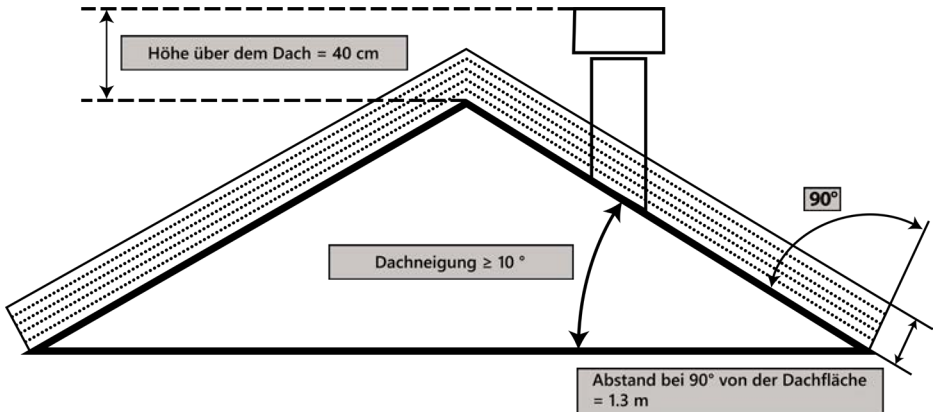 Höhe über dem Dach = 40 cm
90°
Dachneigung ≥ 10 °
Abstand bei 90° von der Dachfläche
= 1.3 m